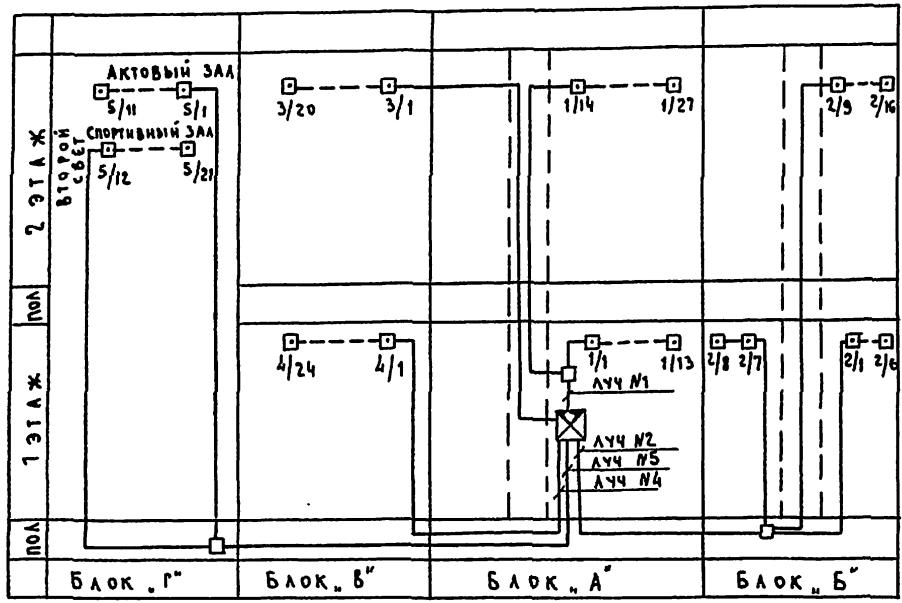 2 ЭТАЖ
ВТОРОЙ
СВЕТ
АКТОВЫЙ ЗАЛ
5/11
5/1
СПОРТИВНЫЙ ЗАЛ
5/12
5/21
3/20
3/1
1/14
1/27
2/9
2/16
ПОЛ
1 ЭТАЖ
4/24
4/1
1/1
1/13
2/8
2/7
2/1
2/6
ЛУЧ N1
ЛУЧ N2
ЛУЧ N5
ЛУЧ N4
ПОЛ
БЛОК „Г"
БЛОК „В"
БЛОК „А"
БЛОК „Б"